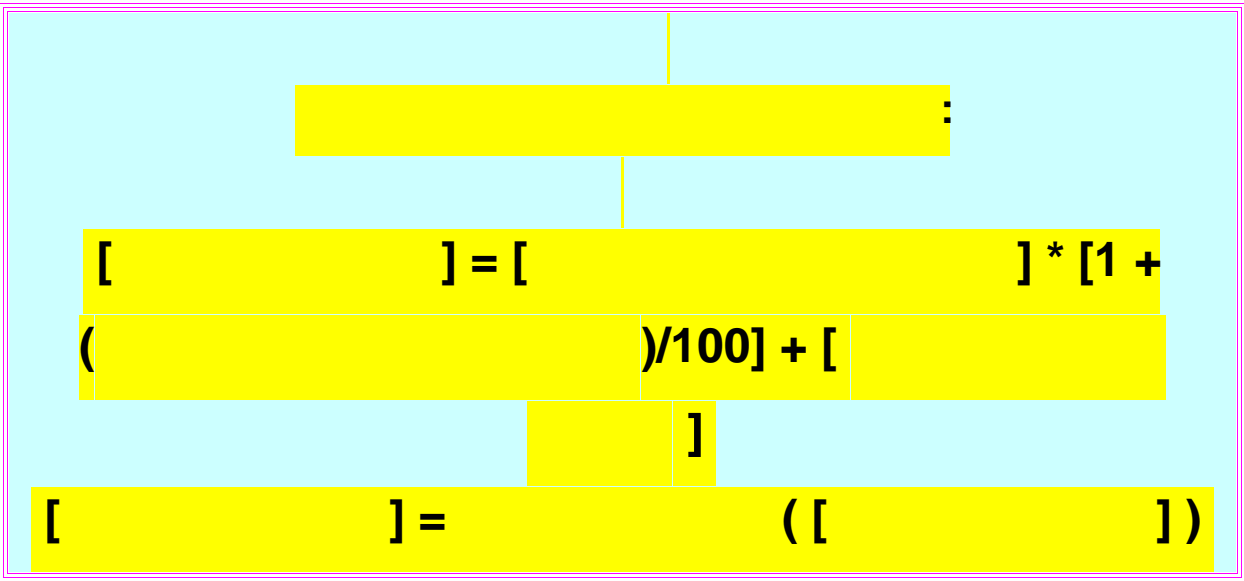 :
[ ] = [ ] * [1 +
( )/100] + [
]
[ ] = ( [ ] )